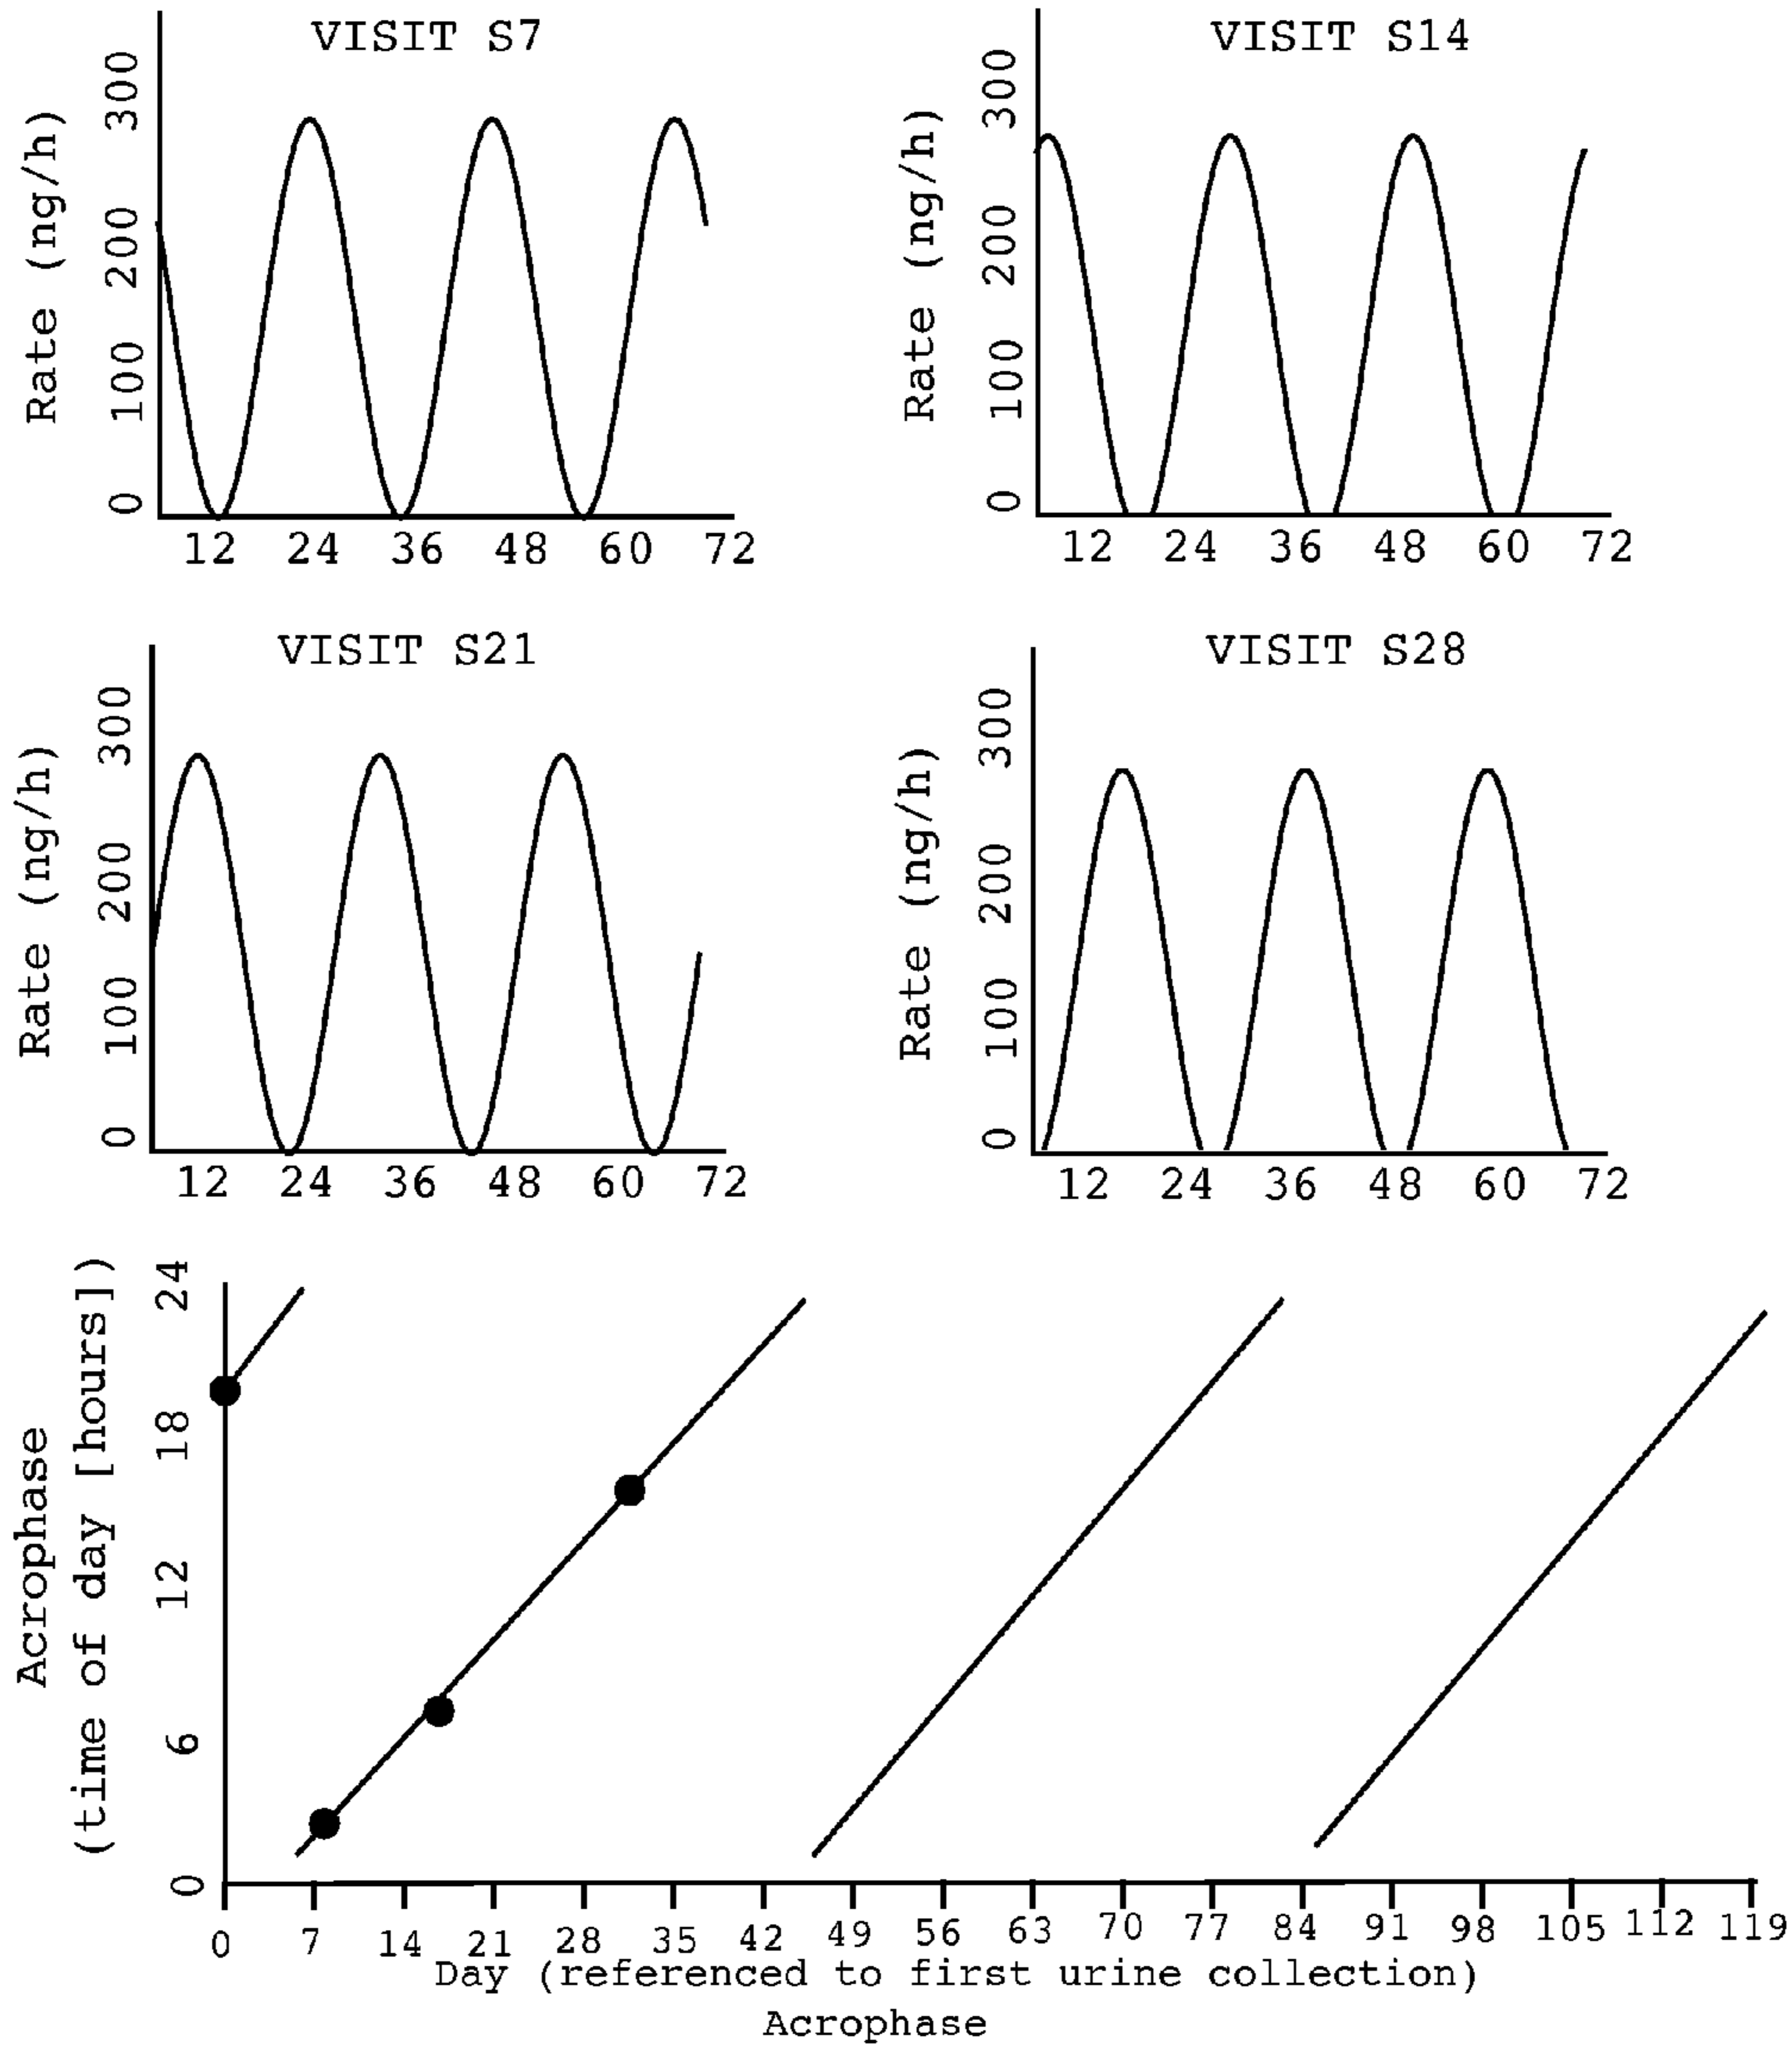 VISIT S7
Rate (ng/h)
0 100 200 300
12 24 36 48 60 72
VISIT S14
Rate (ng/h)
0 100 200 300
12 24 36 48 60 72
VISIT S21
Rate (ng/h)
0 100 200 300
12 24 36 48 60 72
VISIT S28
Rate (ng/h)
0 100 200 300
12 24 36 48 60 72
Acrophase
(time of day [hours])
0 6 12 18 24
0 7 14 21 28 35 42 49 56 63 70 77 84 91 98 105 112 119
Day (referenced to first urine collection)
Acrophase